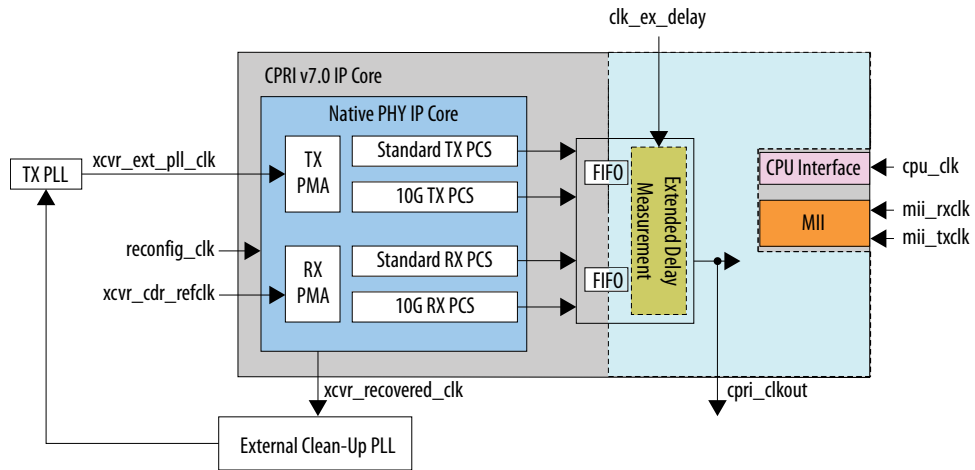 clk_ex_delay
CPRI v7.0 IP Core
Native PHY IP Core
TX PLL
xcvr_ext_pll_clk
TX
PMA
Standard TX PCS
10G TX PCS
FIFO
Extended Delay
Measurement
CPU Interface
cpu_clk
MII
mii_rxclk
mii_txclk
reconfig_clk
xcvr_cdr_refclk
RX
PMA
Standard RX PCS
10G RX PCS
FIFO
xcvr_recovered_clk
cpri_clkout
External Clean-Up PLL